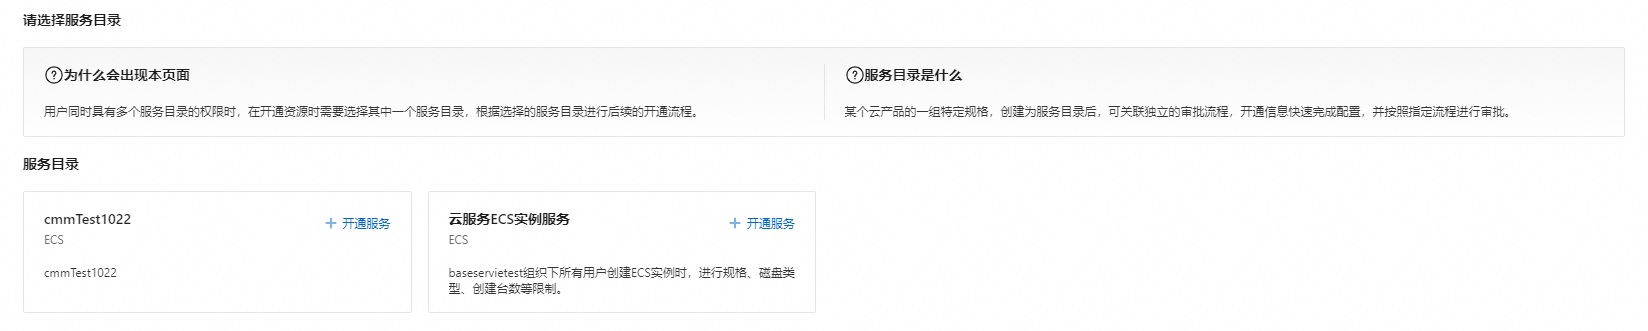 请选择服务目录
为什么会出现本页面
用户同时具有多个服务目录的权限时，在开通资源时需要选择其中一个服务目录，根据选择的服务目录进行后续的开通流程。
服务目录是什么
某个云产品的一组特定规格，创建为服务目录后，可关联独立的审批流程，开通信息快速完成配置，并按照指定流程进行审批。
服务目录
cmmTest1022
+ 开通服务
ECS
cmmTest1022
云服务ECS实例服务
+ 开通服务
ECS
baseservietest组织下所有用户创建ECS实例时，进行规格、磁盘类
型、创建台数等限制。